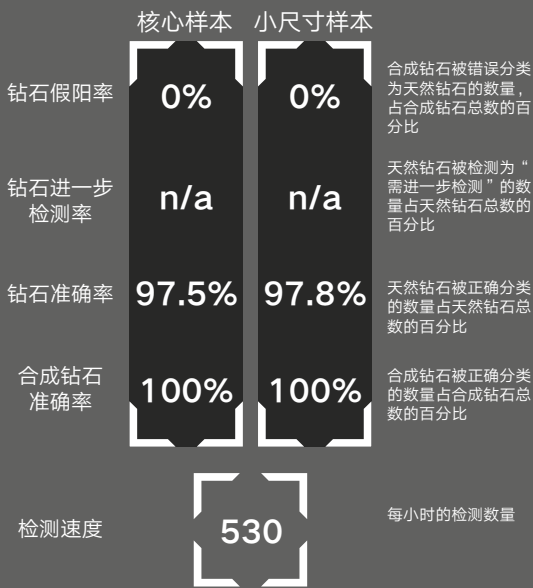 核心样本 小尺寸样本
钻石假阳率 0% 0%
合成钻石被错误分类
为天然钻石的数量，
占合成钻石总数的百
分比
钻石进一步
检测率
n/a n/a
天然钻石被检测为“
需进一步检测”的数
量占天然钻石总数的
百分比
钻石准确率 97.5% 97.8%
天然钻石被正确分类
的数量占天然钻石总
数的百分比
合成钻石
准确率
100% 100%
合成钻石被正确分类
的数量占合成钻石总
数的百分比
检测速度 530 每小时的检测数量